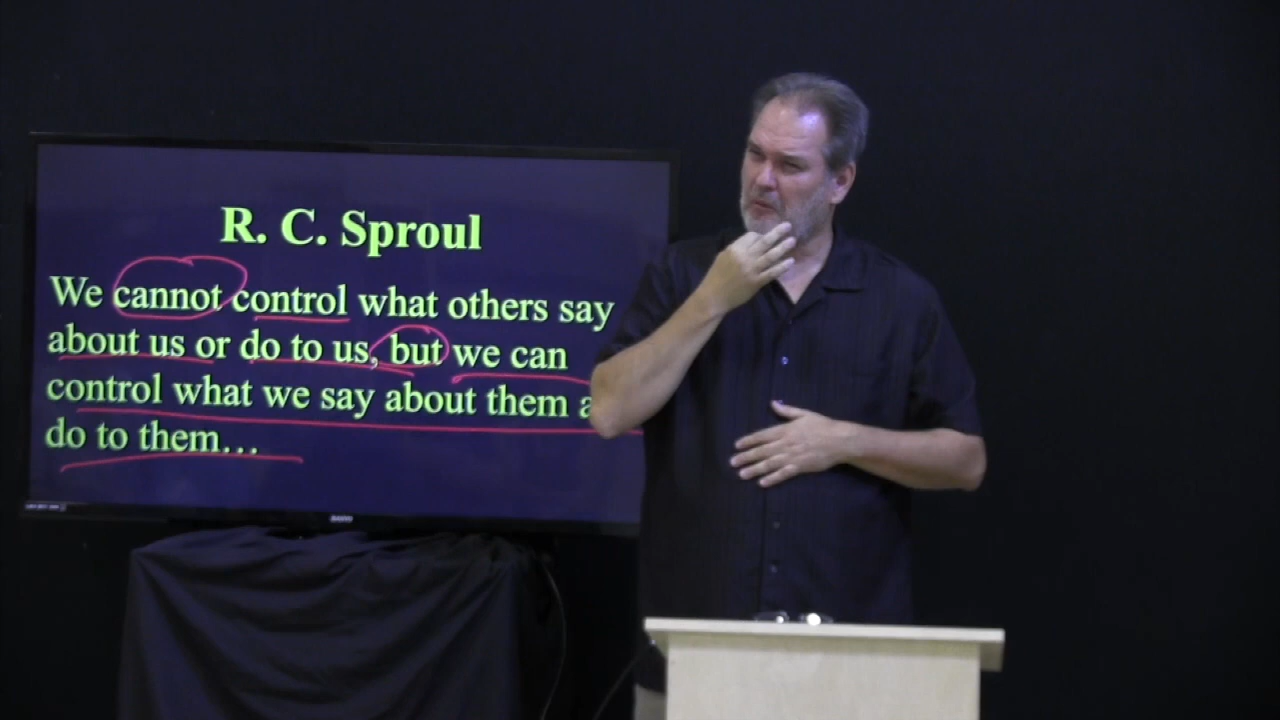 R. C. Sproul
We cannot control what others say
about us or do to us, but we can
control what we say about them
do to them…
SANYO